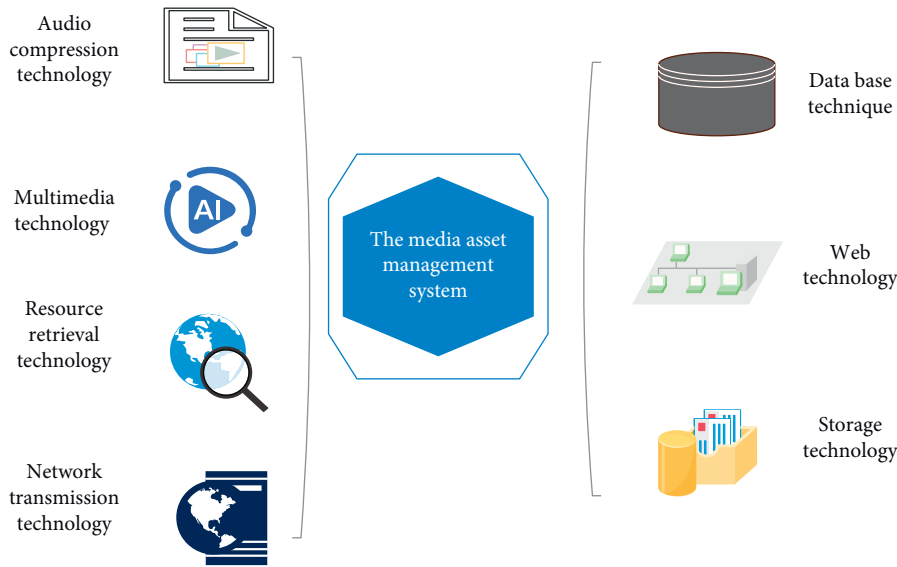 Audio
compression
technology
Multimedia
technology
AI
Resource
retrieval
technology
Network
transmission
technology
The media asset
management
system
Data base
technique
Web
technology
Storage
technology